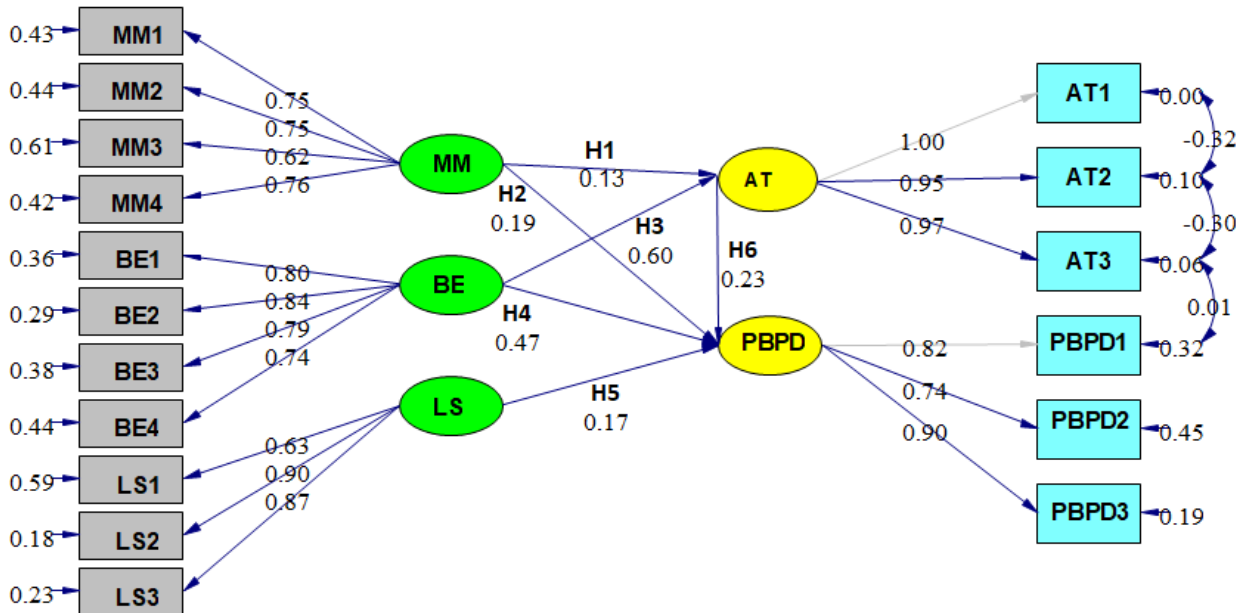 0.43 MM1
0.44 MM2
0.61 MM3
0.42 MM4
0.36 BE1
0.29 BE2
0.38 BE3
0.44 BE4
0.59 LS1
0.18 LS2
0.23 LS3
0.75
0.75
0.62
0.76
0.80
0.84
0.79
0.74
0.63
0.90
0.87
MM
BE
LS
H1
0.13
H2
0.19
H3
0.60
H4
0.47
H5
0.17
H6
0.23
AT
PBPD
1.00
0.95
0.97
0.82
0.74
0.90
AT1 0.00
-0.32
AT2 0.10
-0.30
AT3 0.06
0.01
PBPD1 0.32
PBPD2 0.45
PBPD3 0.19